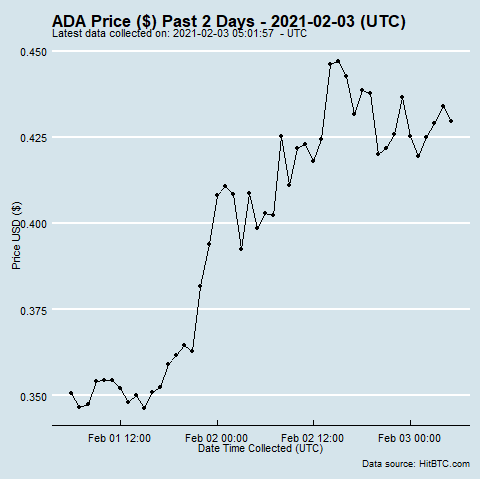 ADA Price ($) Past 2 Days - 2021-02-03 (UTC)
Latest data collected on: 2021-02-03 05:01:57 - UTC
0.450
0.425
0.400
0.375
0.350
Price USD ($)
Feb 01 12:00 Feb 02 00:00 Feb 02 12:00 Feb 03 00:00
Date Time Collected (UTC)
Data source: HitBTC.com